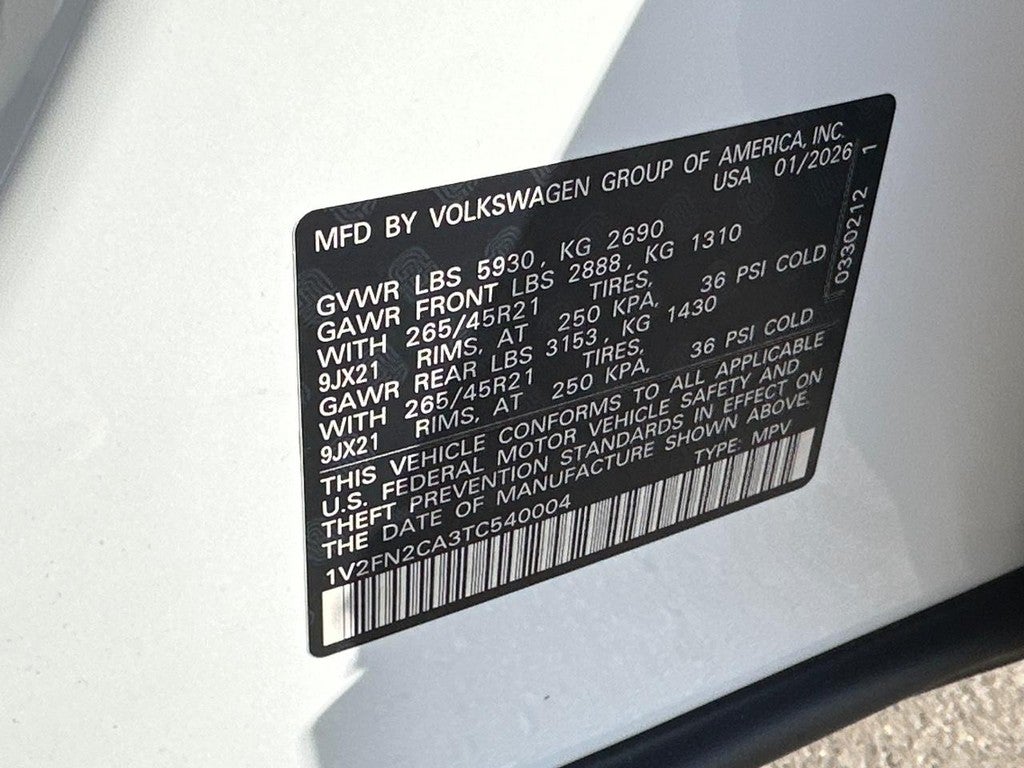 MFD BY VOLKSWAGEN GROUP OF AMERICA, INC.
USA 01/2026
GVWR LBS 5930, KG 2690
GAWR FRONT LBS 2888, KG 1310
WITH 265/45R21 TIRES,
9JX21 RIMS, AT 250 KPA, 36 PSI COLD
GAWR REAR LBS 3153, KG 1430
WITH 265/45R21 TIRES,
9JX21 RIMS, AT 250 KPA, 36 PSI COLD
THIS VEHICLE CONFORMS TO ALL APPLICABLE
U.S. FEDERAL MOTOR VEHICLE SAFETY AND
THEFT PREVENTION STANDARDS IN EFFECT ON
THE DATE OF MANUFACTURE SHOWN ABOVE.
1V2FN2CA3TC540004 TYPE: MPV
0330212 1